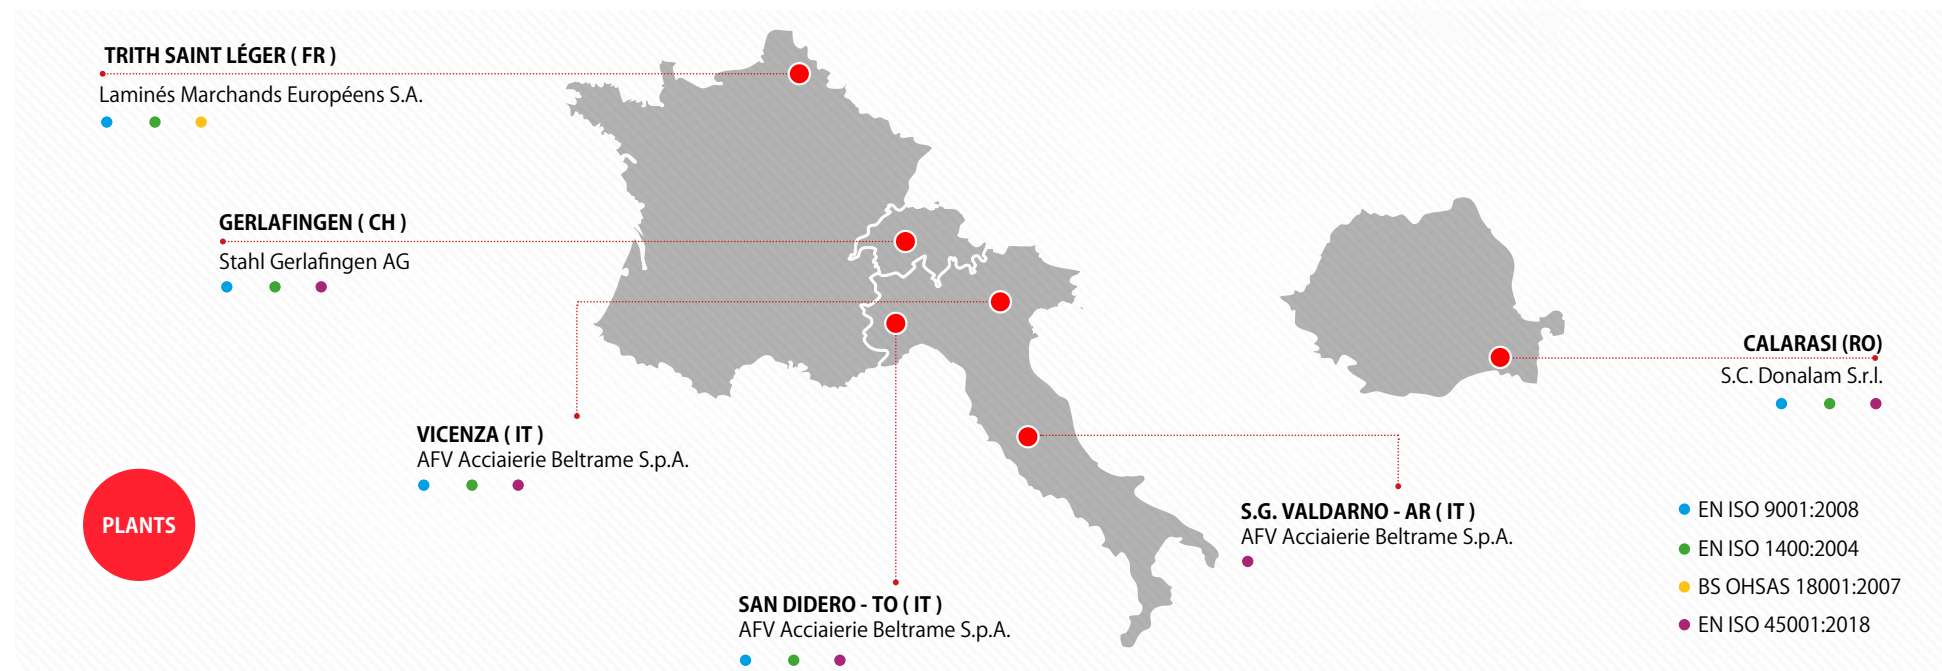 TRITH SAINT LÉGER ( FR )
Laminés Marchands Européens S.A.
GERLAFINGEN ( CH )
Stahl Gerlafingen AG
VICENZA ( IT )
AFV Acciaierie Beltrame S.p.A.
PLANTS
SAN DIDERO - TO ( IT )
AFV Acciaierie Beltrame S.p.A.
S.G. VALDARNO - AR ( IT )
AFV Acciaierie Beltrame S.p.A.
CALARASI (RO)
S.C. Donalam S.r.l.
EN ISO 9001:2008
EN ISO 1400:2004
BS OHSAS 18001:2007
EN ISO 45001:2018